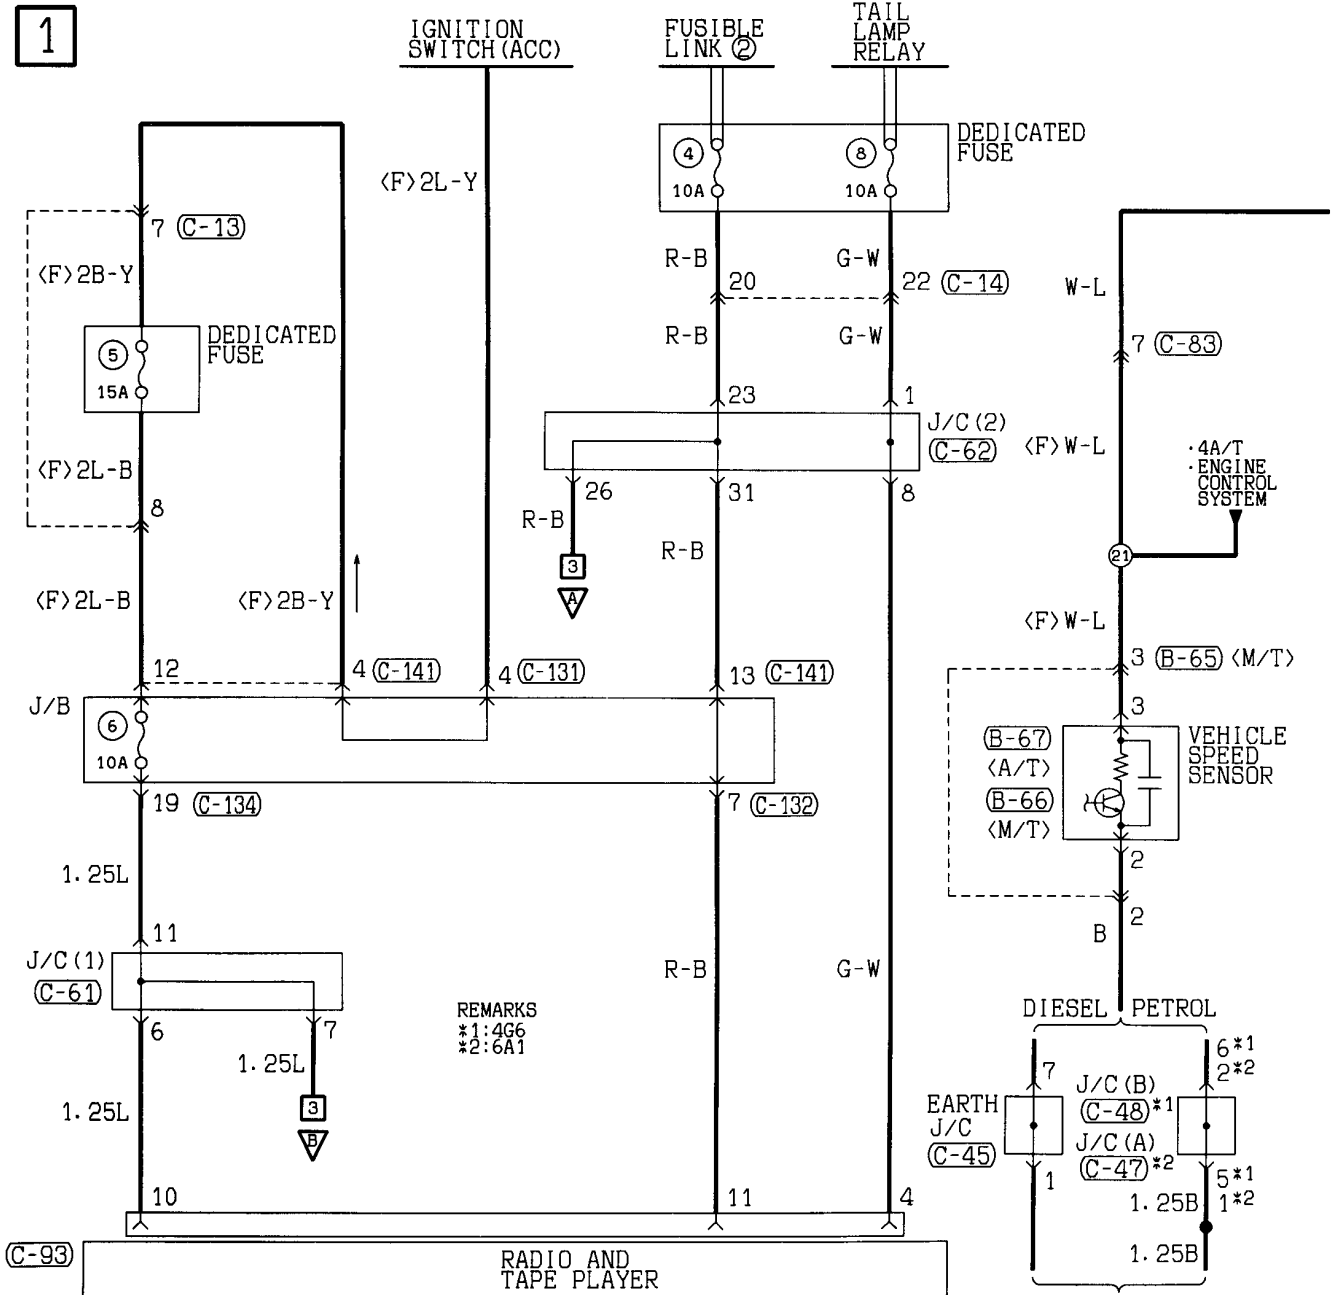 1
IGNITION
SWITCH(ACC)
FUSIBLE
LINK ②
TAIL
LAMP
RELAY
④
10A
⑧
10A
DEDICATED
FUSE
<F>2L-Y
7 (C-13)
<F>2B-Y
R-B
G-W
20
22 (C-14)
W-L
⑤
15A
DEDICATED
FUSE
R-B
G-W
7 (C-83)
23
1
J/C(2)
(C-62)
<F>W-L
·4A/T
·ENGINE
CONTROL
SYSTEM
<F>2L-B
8
26
31
8
R-B
R-B
21
3
A
<F>2L-B
<F>2B-Y
<F>W-L
12
4 (C-141)
4 (C-131)
13 (C-141)
3 (B-65) <M/T>
J/B
⑥
10A
3
(B-67)
<A/T>
(B-66)
<M/T>
VEHICLE
SPEED
SENSOR
19 (C-134)
7 (C-132)
2
1.25L
2
B
11
J/C(1)
(C-61)
R-B
G-W
6
7
REMARKS
*1:4G6
*2:6A1
DIESEL
PETROL
1.25L
3
B
1.25L
7
6*1
2*2
EARTH
J/C
(C-45)
J/C(B)
(C-48)*1
J/C(A)
(C-47)*2
1
5*1
1.25B
1*2
1.25B
10
11
4
(C-93)
RADIO AND
TAPE PLAYER